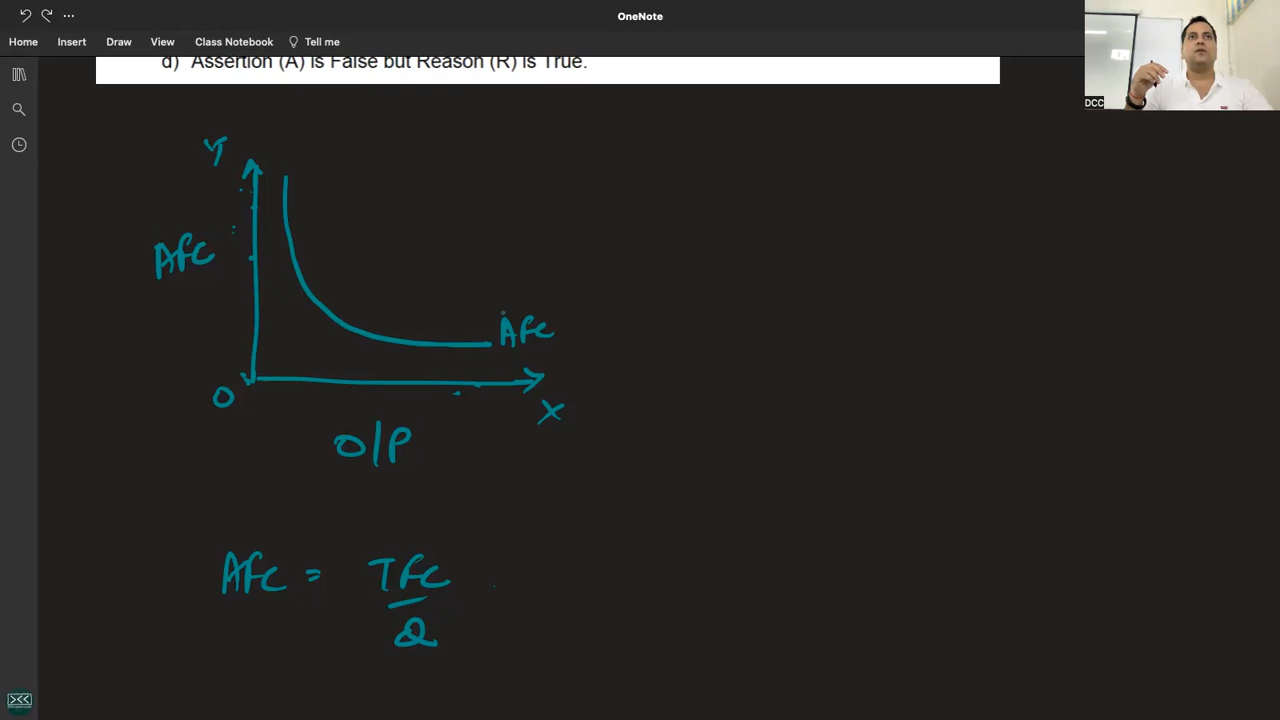 OneNote
Home Insert Draw View Class Notebook Tell me
d) Assertion (A) is False but Reason (R) is True.
DCC
Y
AFC
AFC
O
X
O/P
AFC = TFC
Q